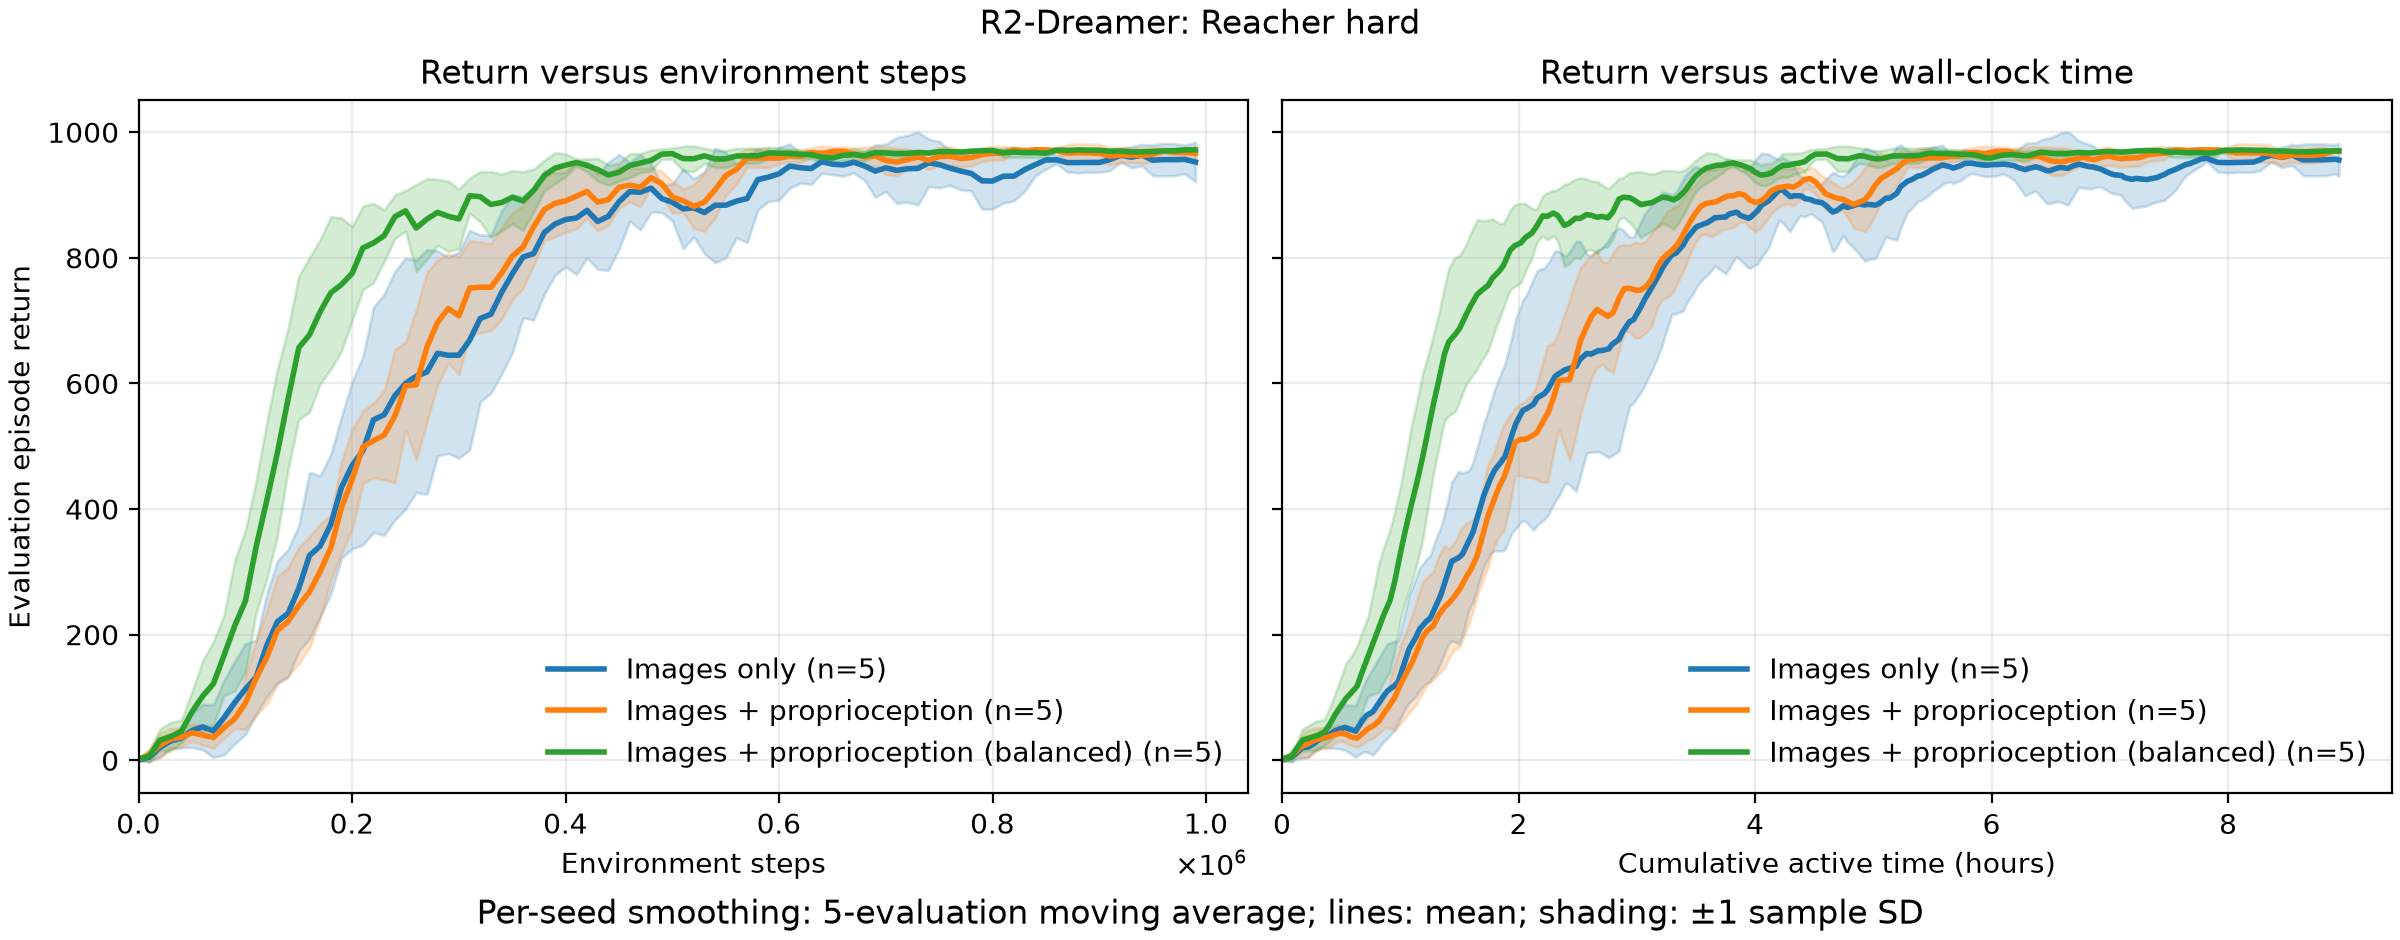 R2-Dreamer: Reacher hard
Return versus environment steps
Return versus active wall-clock time
Evaluation episode return
1000
800
600
400
200
0
Images only (n=5)
Images + proprioception (n=5)
Images + proprioception (balanced) (n=5)
0.0 0.2 0.4 0.6 0.8 1.0
×10⁶
Environment steps
Images only (n=5)
Images + proprioception (n=5)
Images + proprioception (balanced) (n=5)
0 2 4 6 8
Cumulative active time (hours)
Per-seed smoothing: 5-evaluation moving average; lines: mean; shading: ±1 sample SD